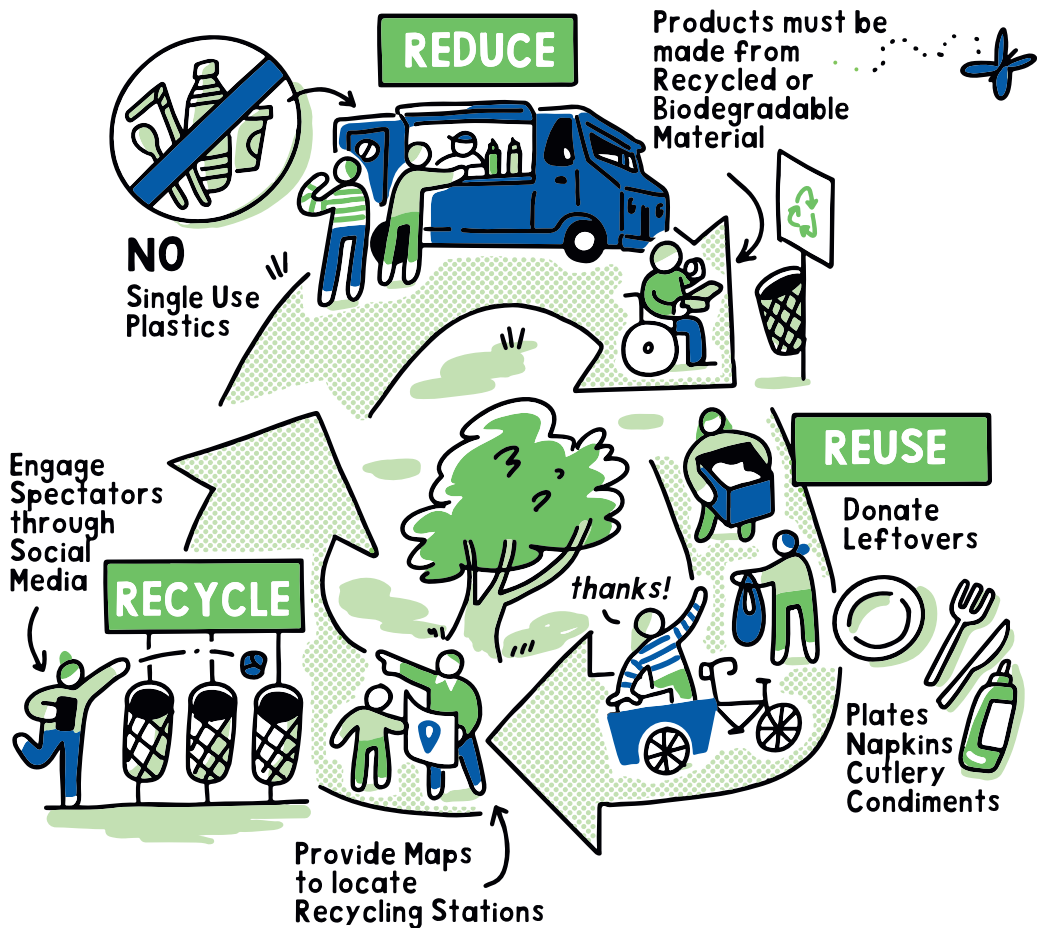 REDUCE
Products must be
made from
Recycled or
Biodegradable
Material
NO
Single Use
Plastics
REUSE
Donate
Leftovers
thanks!
Plates
Napkins
Cutlery
Condiments
Engage
Spectators
through
Social
Media
RECYCLE
Provide Maps
to locate
Recycling Stations